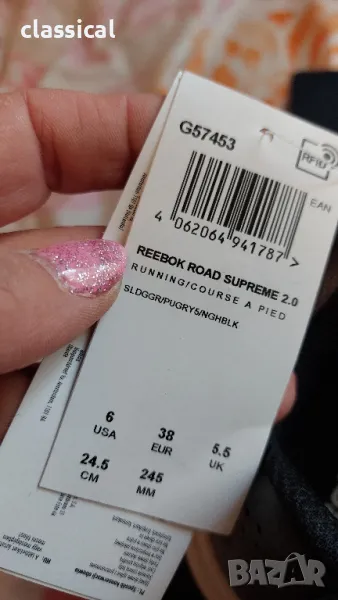 classical
G57453
RFID
EAN
4 062064 941787 >
REEBOK ROAD SUPREME 2.0
RUNNING/COURSE A PIED
SLDGGR/PUGRY5/NGHBLK
6
USA
38
EUR
5.5
UK
24.5
CM
245
MM
BAZAR